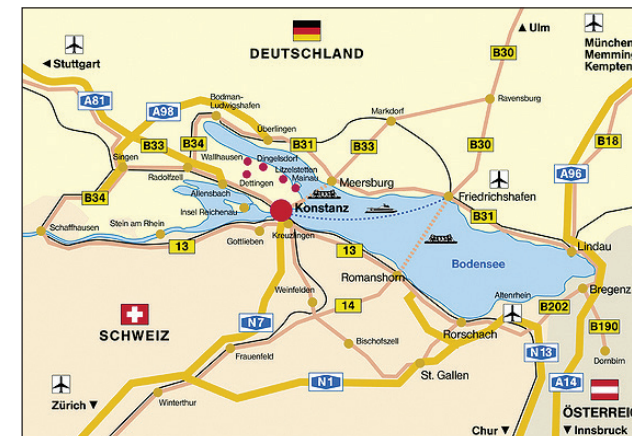 DEUTSCHLAND
Stuttgart
Ulm
München
Memming
Kempten
B30
A81
A98
Bodman-
Ludwigshafen
Überlingen
Markdorf
Ravensburg
B33
B34
B31
B33
B30
B18
A96
Singen
Radolfzell
Wallhausen
Dingelsdorf
Litzelstetten
Mainau
Dettingen
Allensbach
Meersburg
Friedrichshafen
B34
Insel Reichenau
Konstanz
B31
Schaffhausen
Stein am Rhein
Gottlieben
Kreuzlingen
13
13
Lindau
Bodensee
Romanshorn
Altenrhein
Bregenz
Weinfelden
14
B202
B190
SCHWEIZ
N7
Rorschach
Bischofszell
Frauenfeld
N13
Dornbirn
St. Gallen
N1
A14
Zürich
Winterthur
ÖSTERREIC
Chur
Innsbruck